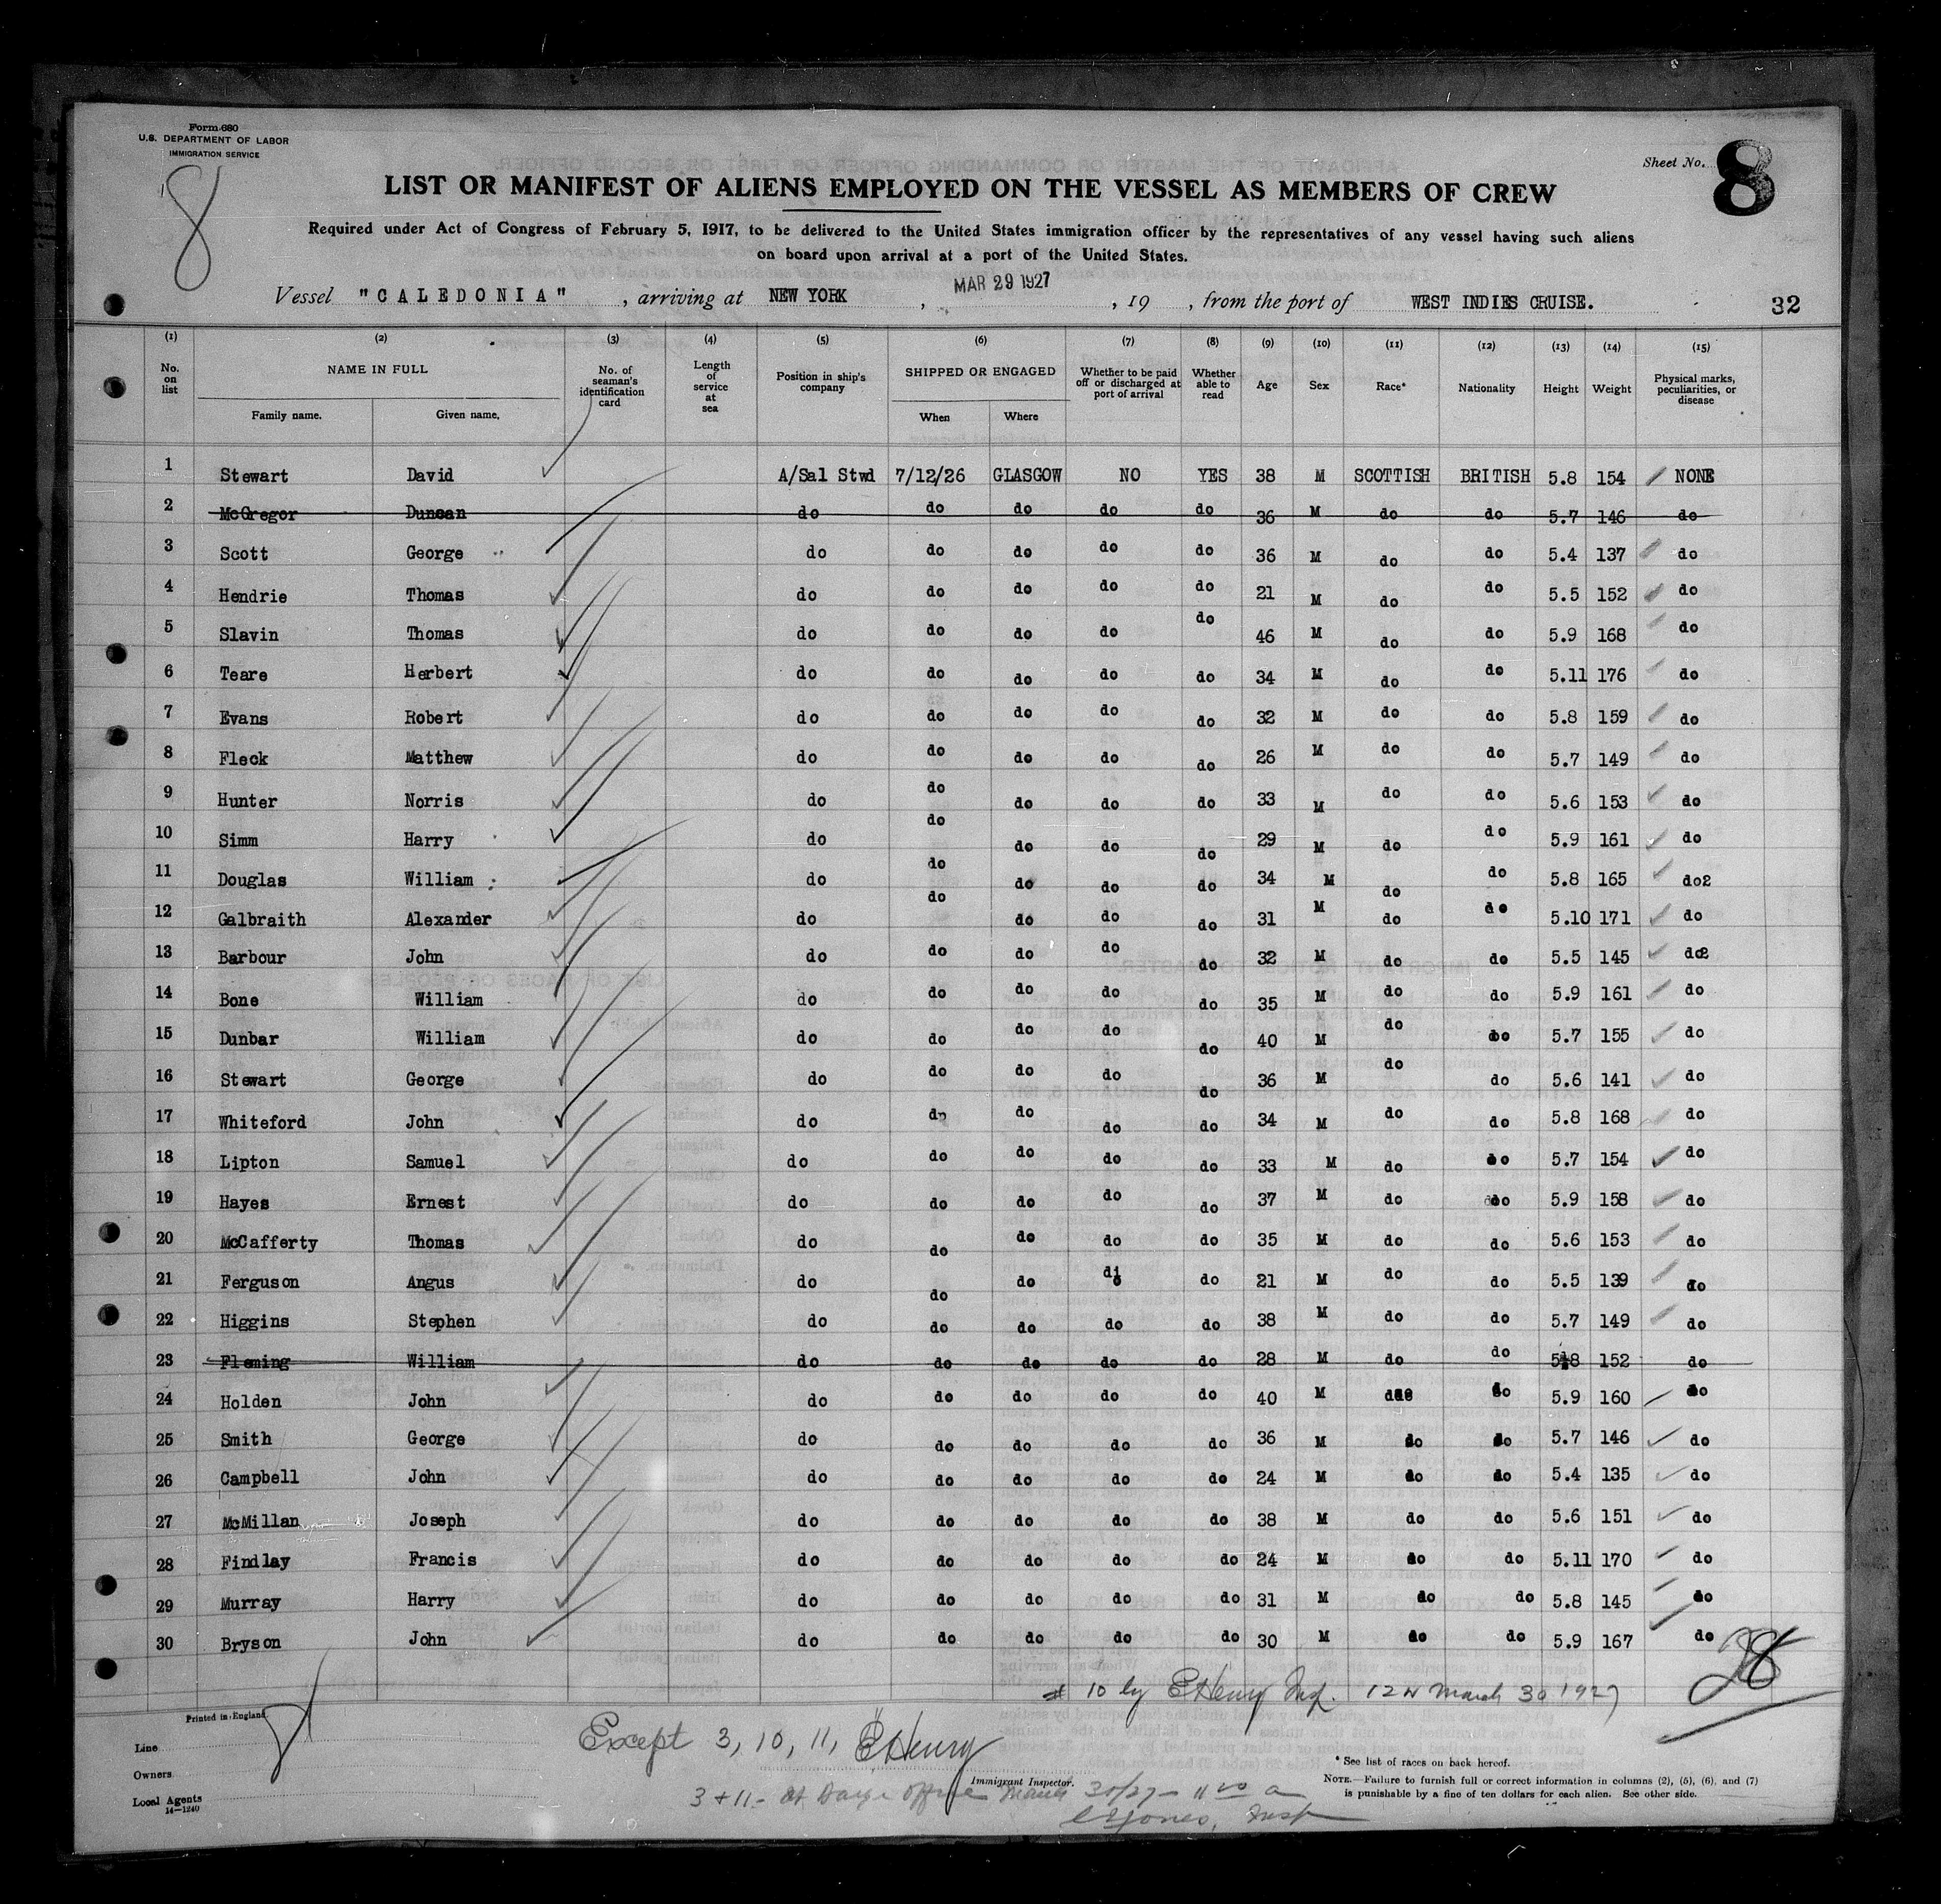 Form 680
U.S. DEPARTMENT OF LABOR
IMMIGRATION SERVICE
8
Sheet No. 8
LIST OR MANIFEST OF ALIENS EMPLOYED ON THE VESSEL AS MEMBERS OF CREW
Required under Act of Congress of February 5, 1917, to be delivered to the United States immigration officer by the representatives of any vessel having such aliens
on board upon arrival at a port of the United States.
Vessel "CALEDONIA", arriving at NEW YORK, MAR 29 1927, 19 , from the port of WEST INDIES CRUISE. 32
(1) No. on list (2) NAME IN FULL Family name. Given name. (3) No. of seaman's identification card (4) Length of service at sea (5) Position in ship's company (6) SHIPPED OR ENGAGED When Where (7) Whether to be paid off or discharged at port of arrival (8) Whether able to read (9) Age (10) Sex (11) Race* (12) Nationality (13) Height (14) Weight (15) Physical marks, peculiarities, or disease
1 Stewart David A/Sal Stwd 7/12/26 GLASGOW NO YES 38 M SCOTTISH BRITISH 5.8 154 NONE
2 McGregor Duncan do do do do do 36 M do do 5.7 146 do
3 Scott George do do do do do 36 M do do 5.4 137 do
4 Hendrie Thomas do do do do do 21 M do do 5.5 152 do
5 Slavin Thomas do do do do do 46 M do do 5.9 168 do
6 Teare Herbert do do do do do 34 M do do 5.11 176 do
7 Evans Robert do do do do do 32 M do do 5.8 159 do
8 Fleck Matthew do do do do do 26 M do do 5.7 149 do
9 Hunter Norris do do do do do 33 M do do 5.6 153 do
10 Simm Harry do do do do do 29 M do do 5.9 161 do
11 Douglas William do do do do do 34 M do do 5.8 165 do2
12 Galbraith Alexander do do do do do 31 M do do 5.10 171 do
13 Barbour John do do do do do 32 M do do 5.5 145 do2
14 Bone William do do do do do 35 M do do 5.9 161 do
15 Dunbar William do do do do do 40 M do do 5.7 155 do
16 Stewart George do do do do do 36 M do do 5.6 141 do
17 Whiteford John do do do do do 34 M do do 5.8 168 do
18 Lipton Samuel do do do do do 33 M do do 5.7 154 do
19 Hayes Ernest do do do do do 37 M do do 5.9 158 do
20 McCafferty Thomas do do do do do 35 M do do 5.6 153 do
21 Ferguson Angus do do do do do 21 M do do 5.5 139 do
22 Higgins Stephen do do do do do 38 M do do 5.7 149 do
23 Fleming William do do do do do 28 M do do 5.8 152 do
24 Holden John do do do do do 40 M do do 5.9 160 do
25 Smith George do do do do do 36 M do do 5.7 146 do
26 Campbell John do do do do do 24 M do do 5.4 135 do
27 McMillan Joseph do do do do do 38 M do do 5.6 151 do
28 Findlay Francis do do do do do 24 M do do 5.11 170 do
29 Murray Harry do do do do do 31 M do do 5.8 145 do
30 Bryson John do do do do do 30 M do do 5.9 167 do
28
# 10 by E Henry Insp. 12 N March 30 1927
Printed in England.
Except 3, 10, 11, E Henry
Line
Owners
Local Agents
14-1240
Immigrant Inspector.
3 + 11 - at Barge Office March 30/27 - 11 00 a
Jones, Insp
* See list of races on back hereof.
NOTE.—Failure to furnish full or correct information in columns (2), (5), (6), and (7)
is punishable by a fine of ten dollars for each alien. See other side.